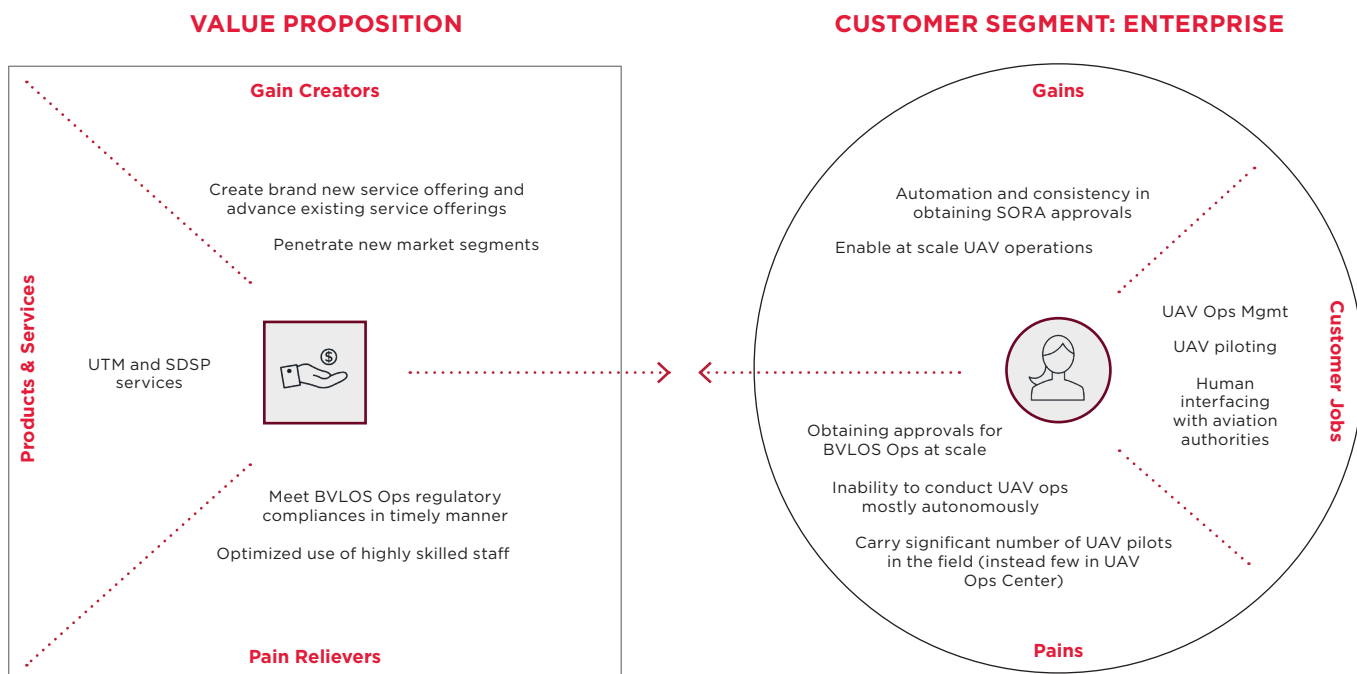 VALUE PROPOSITION
Gain Creators
Create brand new service offering and
advance existing service offerings
Penetrate new market segments
Products & Services
UTM and SDSP
services
$
Meet BVLOS Ops regulatory
compliances in timely manner
Optimized use of highly skilled staff
Pain Relievers
CUSTOMER SEGMENT: ENTERPRISE
Gains
Automation and consistency in
obtaining SORA approvals
Enable at scale UAV operations
UAV Ops Mgmt
UAV piloting
Human
interfacing
with aviation
authorities
Customer Jobs
Obtaining approvals for
BVLOS Ops at scale
Inability to conduct UAV ops
mostly autonomously
Carry significant number of UAV pilots
in the field (instead few in UAV
Ops Center)
Pains